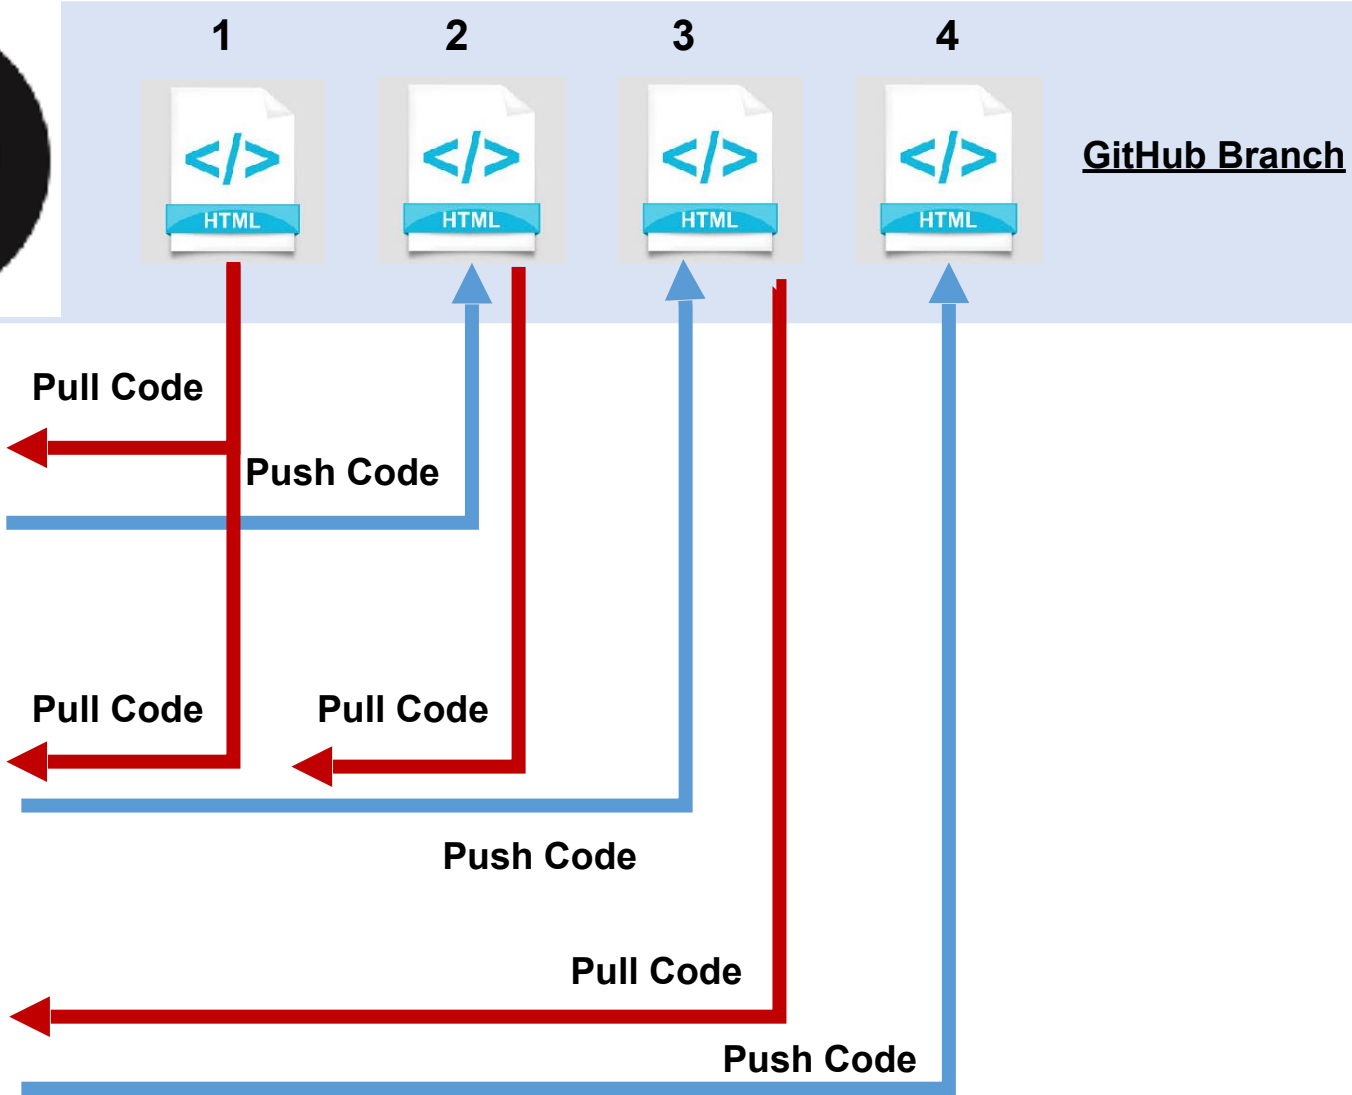 1 2 3 4
GitHub Branch
HTML HTML HTML HTML
Pull Code
Push Code
Pull Code Pull Code
Push Code
Pull Code
Push Code